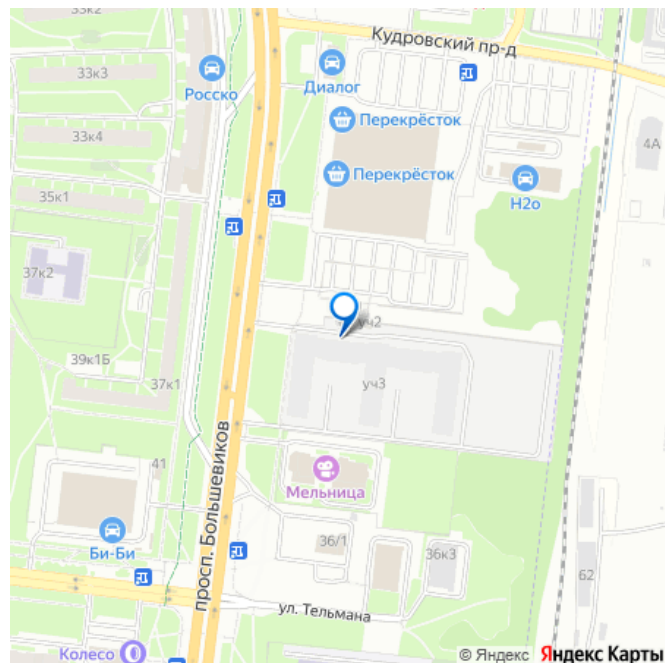 33к2
Кудровский пр-д
33к3
Росско
Диалог
Перекрёсток
33к4
4А
Перекрёсток
Н2о
35к1
37к2
уч2
39к1Б
37к1
уч3
просп. Большевиков
41
Мельница
Би-Би
36/1
36к3
62
ул. Тельмана
Колесо
© Яндекс Яндекс Карты